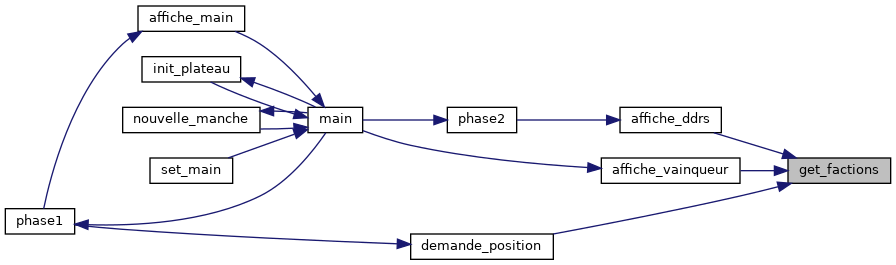 affiche_main
init_plateau
nouvelle_manche
main
phase2
affiche_ddrs
set_main
affiche_vainqueur
get_factions
phase1
demande_position